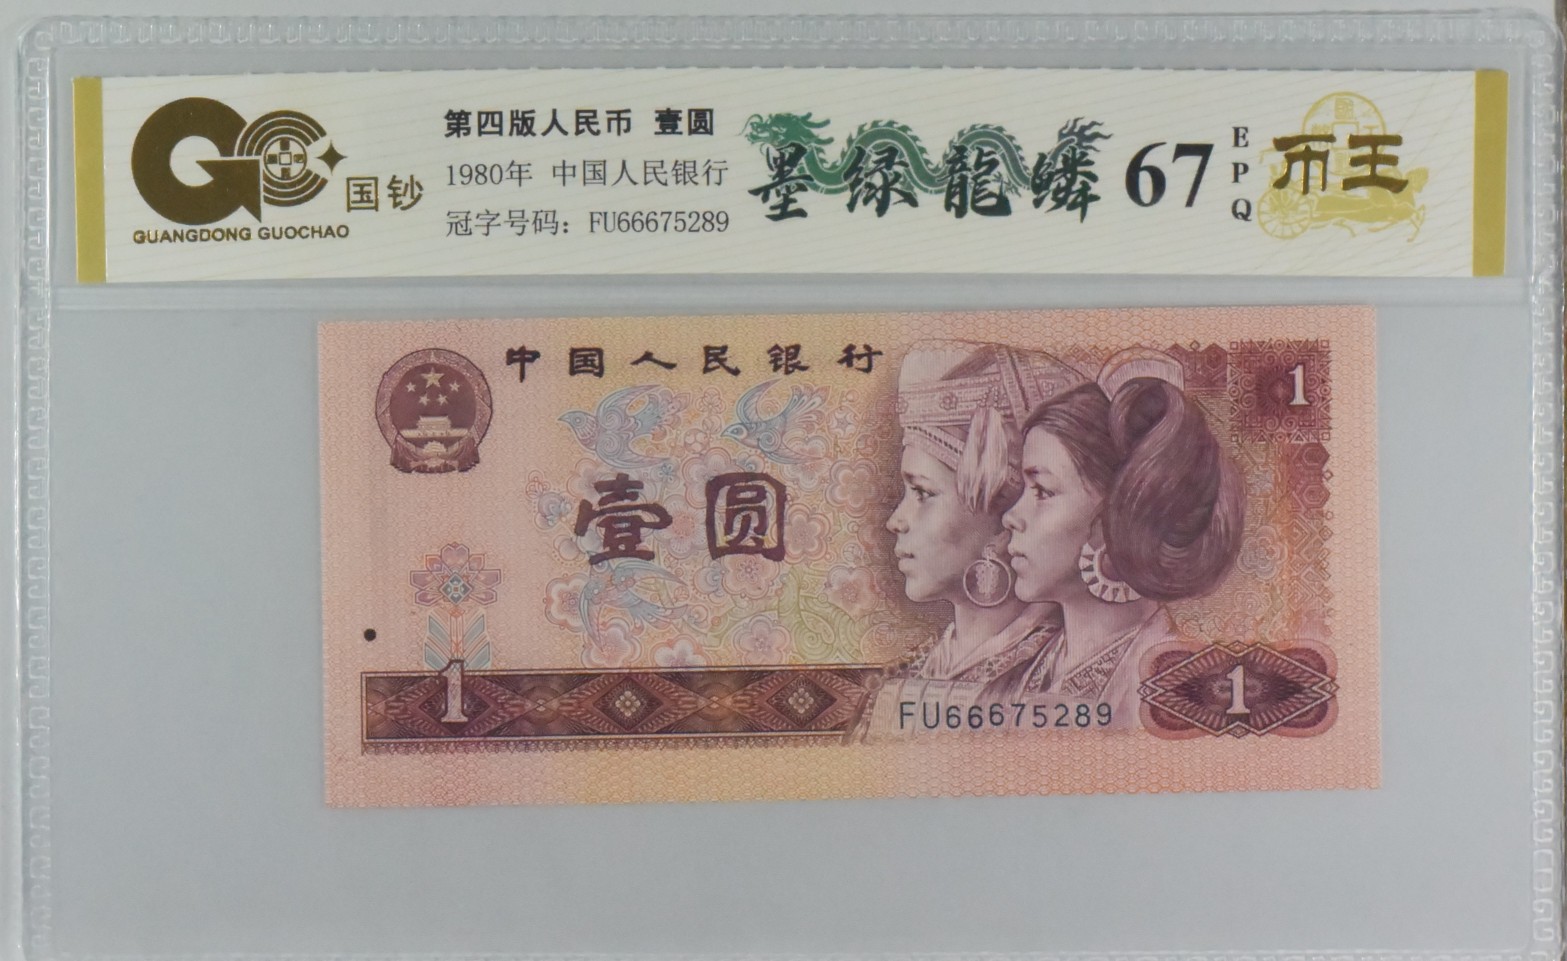 国钞
GUANGDONG GUOCHAO
第四版人民币 壹圆
1980年 中国人民银行
冠字号码：FU66675289
墨绿龍鳞
67
EPQ
币王
中国人民银行
1
壹圆
1
FU66675289
1